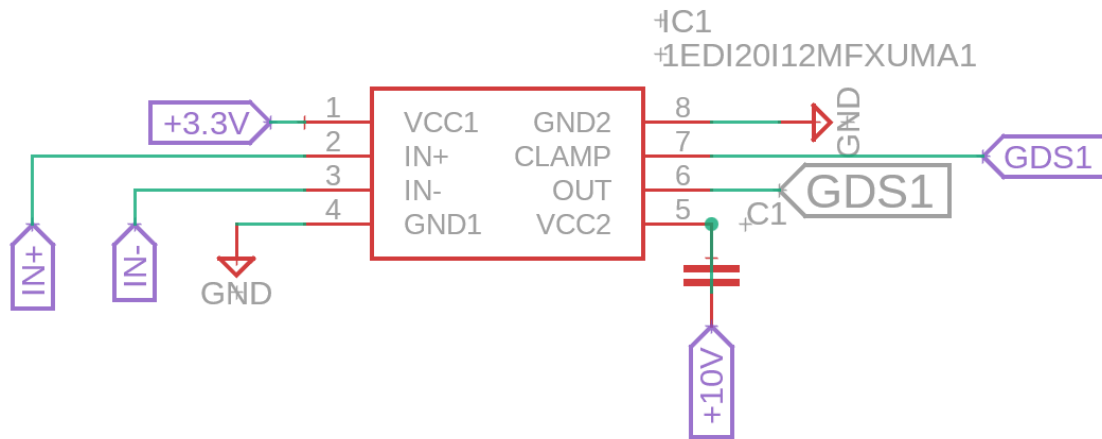 IC1
1EDI20I12MFXUMA1
+3.3V
1
VCC1
GND2
8
GND
2
IN+
CLAMP
7
GDS1
3
IN-
OUT
6
GDS1
4
GND1
VCC2
5
C1
IN+
IN-
GND
+10V